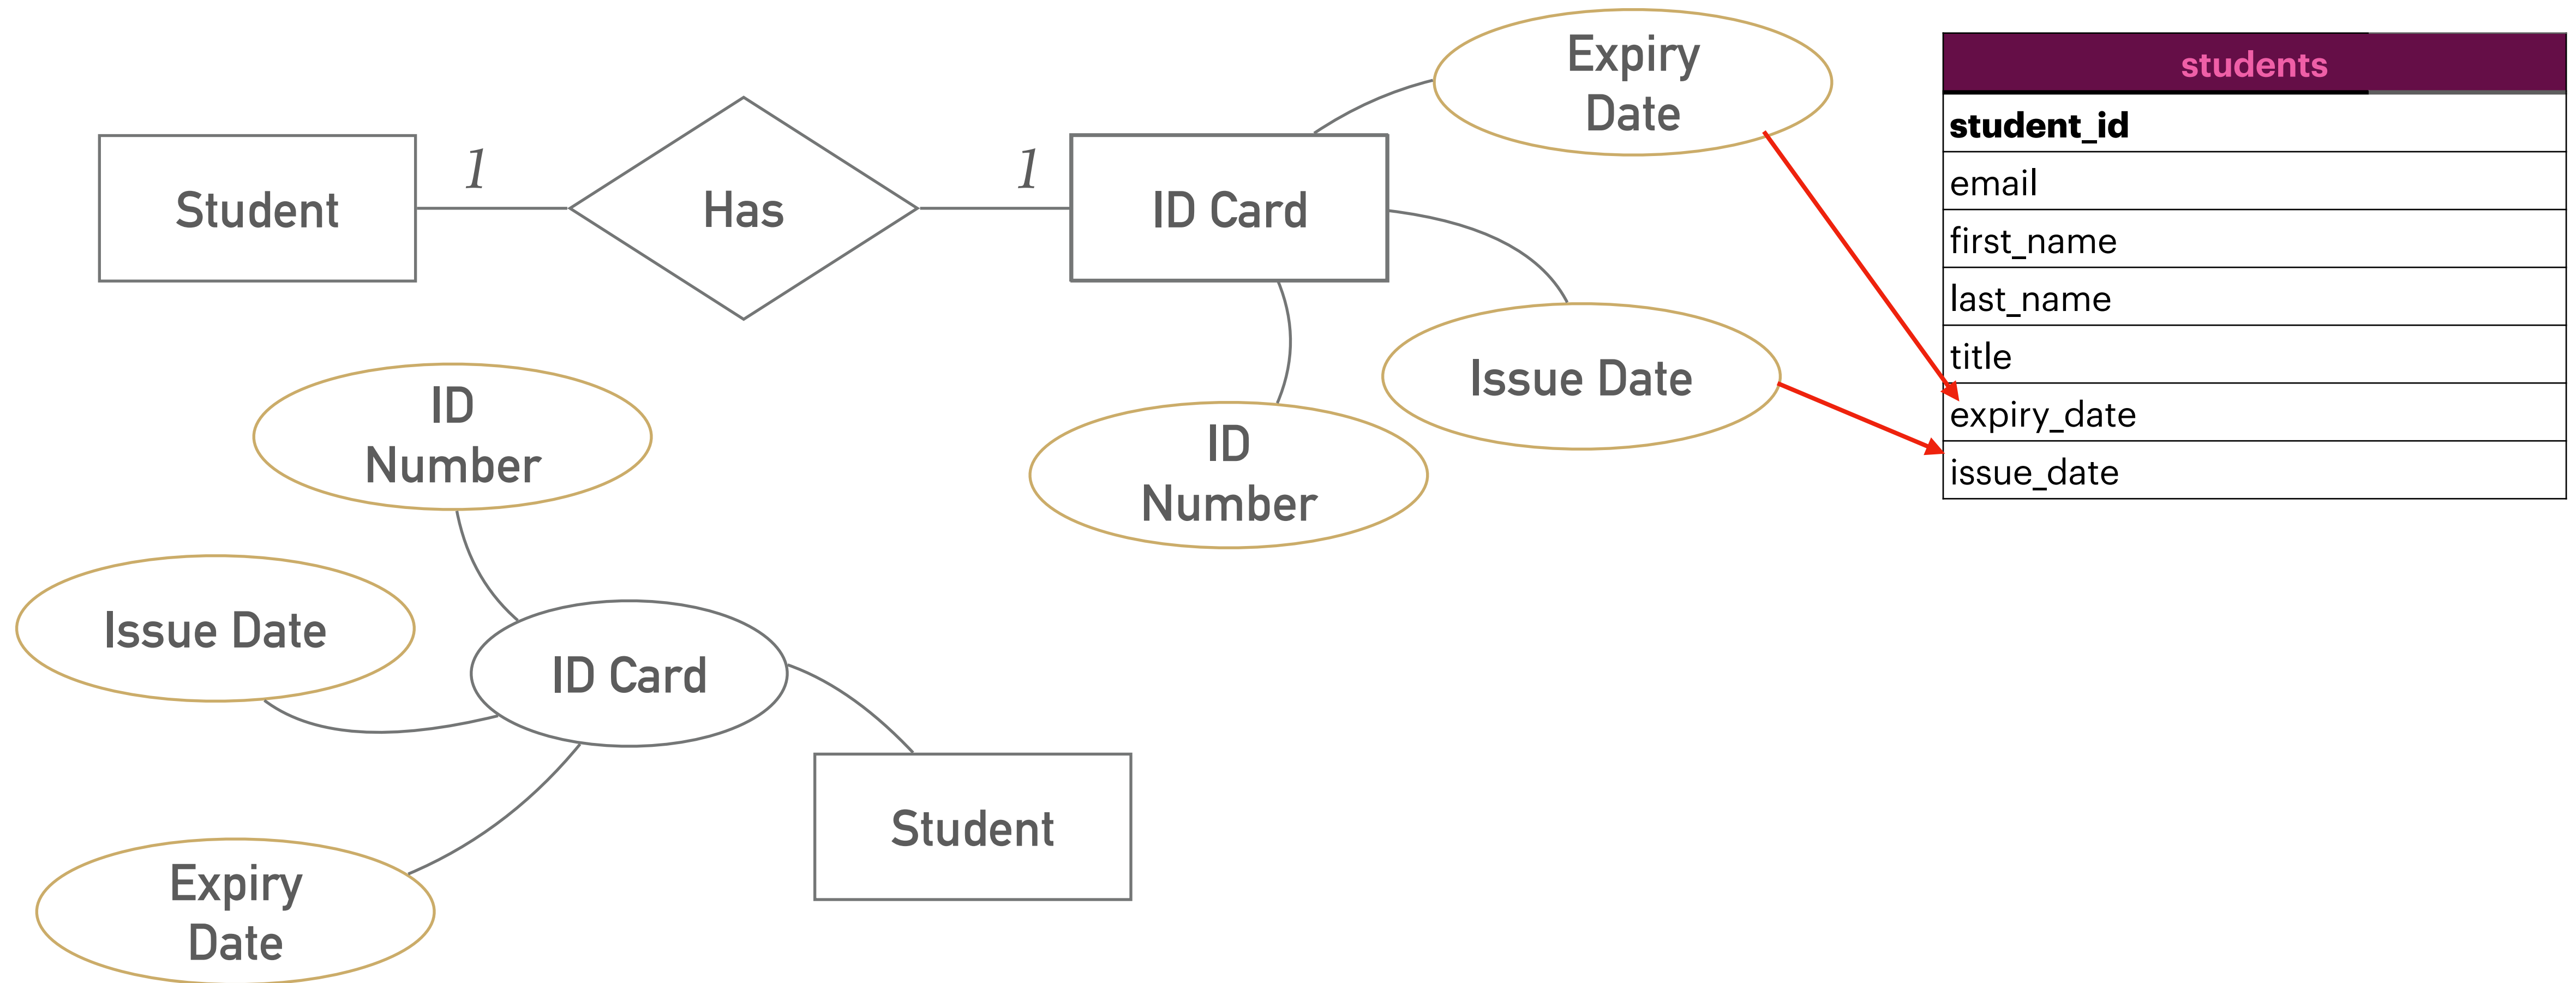 Student
1
Has
1
ID Card
Expiry
Date
Issue Date
ID
Number
students
student_id
email
first_name
last_name
title
expiry_date
issue_date
ID
Number
Issue Date
ID Card
Student
Expiry
Date